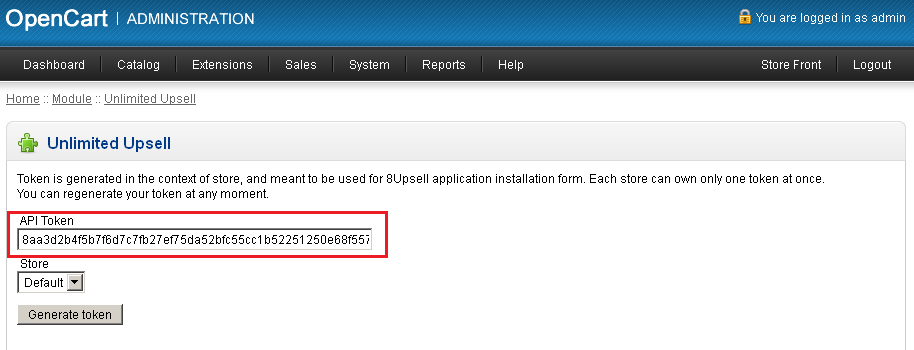 OpenCart | ADMINISTRATION
You are logged in as admin
Dashboard Catalog Extensions Sales System Reports Help Store Front Logout
Home :: Module :: Unlimited Upsell
Unlimited Upsell
Token is generated in the context of store, and meant to be used for 8Upsell application installation form. Each store can own only one token at once.
You can regenerate your token at any moment.
API Token
8aa3d2b4f5b7f6d7c7fb27ef75da52bfc55cc1b52251250e68f557
Store
Default
Generate token